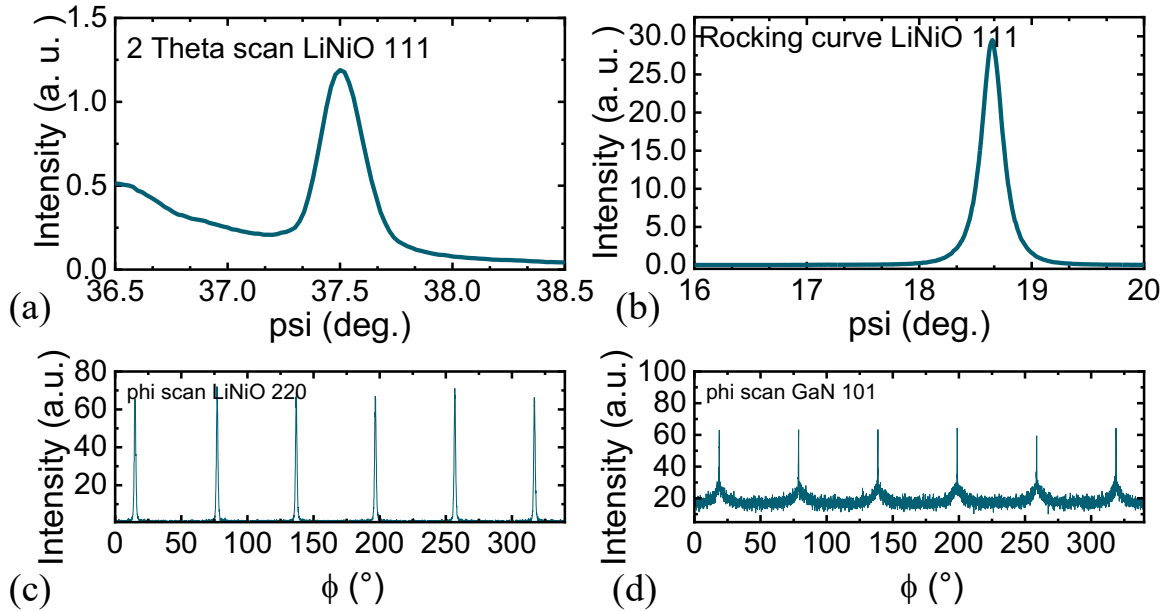 2 Theta scan LiNiO 111
Intensity (a. u.)
1.5
1.0
0.5
0.0
36.5 37.0 37.5 38.0 38.5
psi (deg.)
(a)
Rocking curve LiNiO 111
Intensity (a. u.)
30.0
25.0
20.0
15.0
10.0
5.0
0.0
16 17 18 19 20
psi (deg.)
(b)
phi scan LiNiO 220
Intensity (a.u.)
80
60
40
20
0 50 100 150 200 250 300
ϕ (°)
(c)
phi scan GaN 101
Intensity (a.u.)
100
80
60
40
20
0 50 100 150 200 250 300
ϕ (°)
(d)